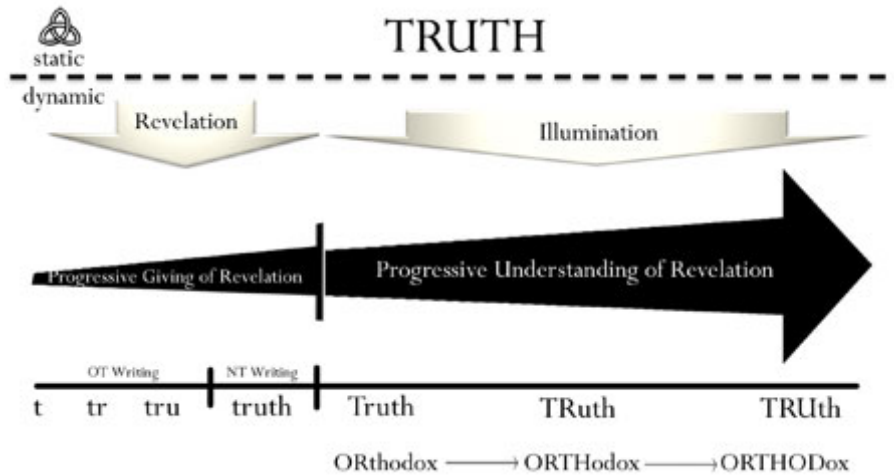 TRUTH
static
dynamic
Revelation
Illumination
Progressive Giving of Revelation
Progressive Understanding of Revelation
OT Writing NT Writing
t tr tru truth Truth TRuth TRUth
ORthodox ORTHodox ORTHODox